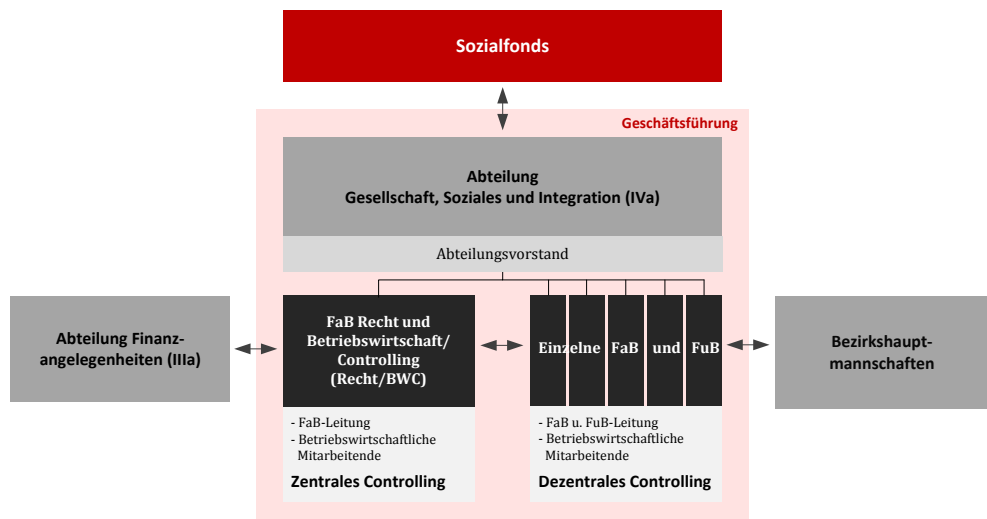 Sozialfonds
Geschäftsführung
Abteilung
Gesellschaft, Soziales und Integration (IVa)
Abteilungsvorstand
Abteilung Finanz-
angelegenheiten (IIIa)
FaB Recht und
Betriebswirtschaft/
Controlling
(Recht/BWC)
Einzelne FaB und FuB
Bezirkshaupt-
mannschaften
- FaB-Leitung
- Betriebswirtschaftliche
Mitarbeitende
Zentrales Controlling
- FaB u. FuB-Leitung
- Betriebswirtschaftliche
Mitarbeitende
Dezentrales Controlling